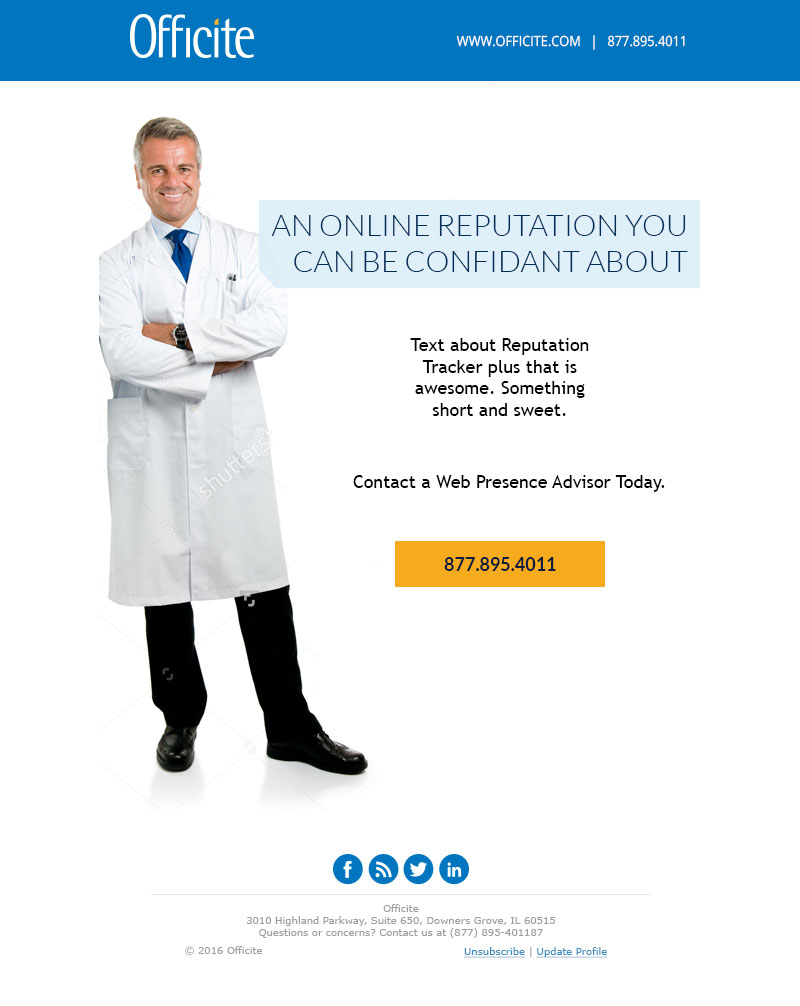 Officite
WWW.OFFICITE.COM | 877.895.4011
AN ONLINE REPUTATION YOU
CAN BE CONFIDANT ABOUT
Text about Reputation
Tracker plus that is
awesome. Something
short and sweet.
shutters
Contact a Web Presence Advisor Today.
877.895.4011
f
in
Officite
3010 Highland Parkway, Suite 650, Downers Grove, IL 60515
Questions or concerns? Contact us at (877) 895-401187
© 2016 Officite
Unsubscribe | Update Profile